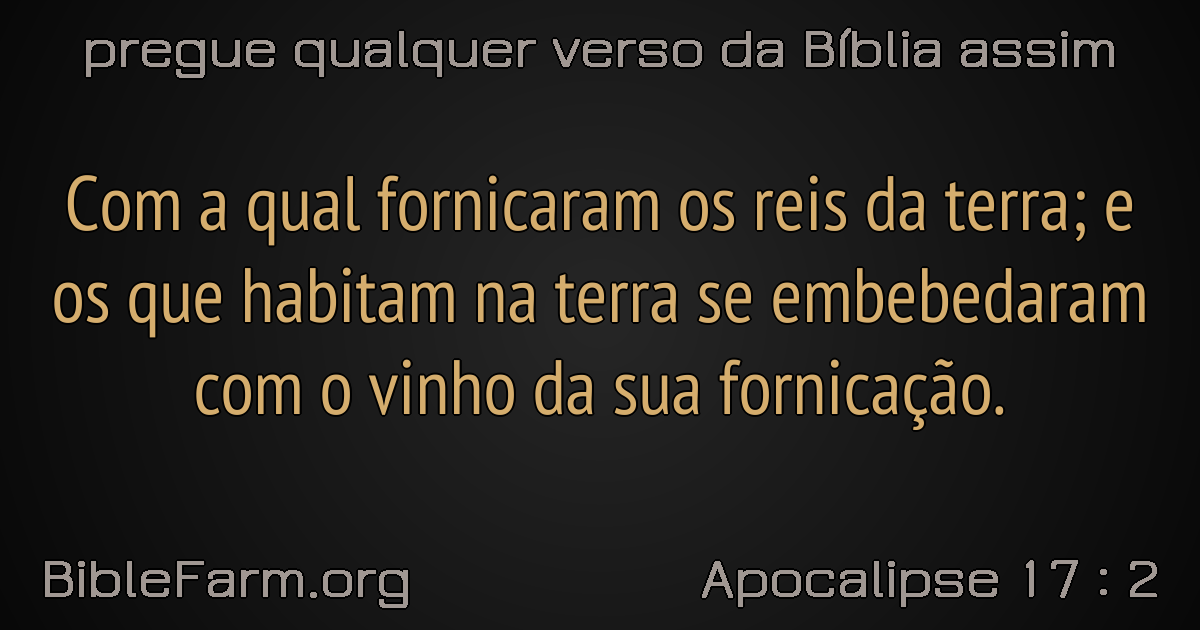 pregue qualquer verso da Bíblia assim
Com a qual fornicaram os reis da terra; e
os que habitam na terra se embebedaram
com o vinho da sua fornicação.
BibleFarm.org
Apocalipse 17 : 2